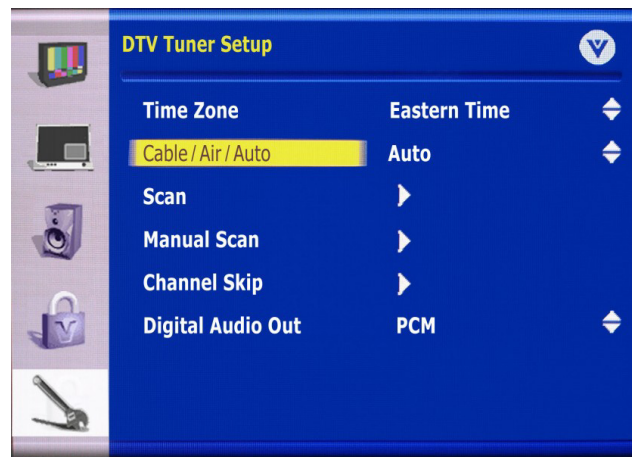 DTV Tuner Setup
V
Time Zone Eastern Time
Cable / Air / Auto Auto
Scan
Manual Scan
Channel Skip
Digital Audio Out PCM
V